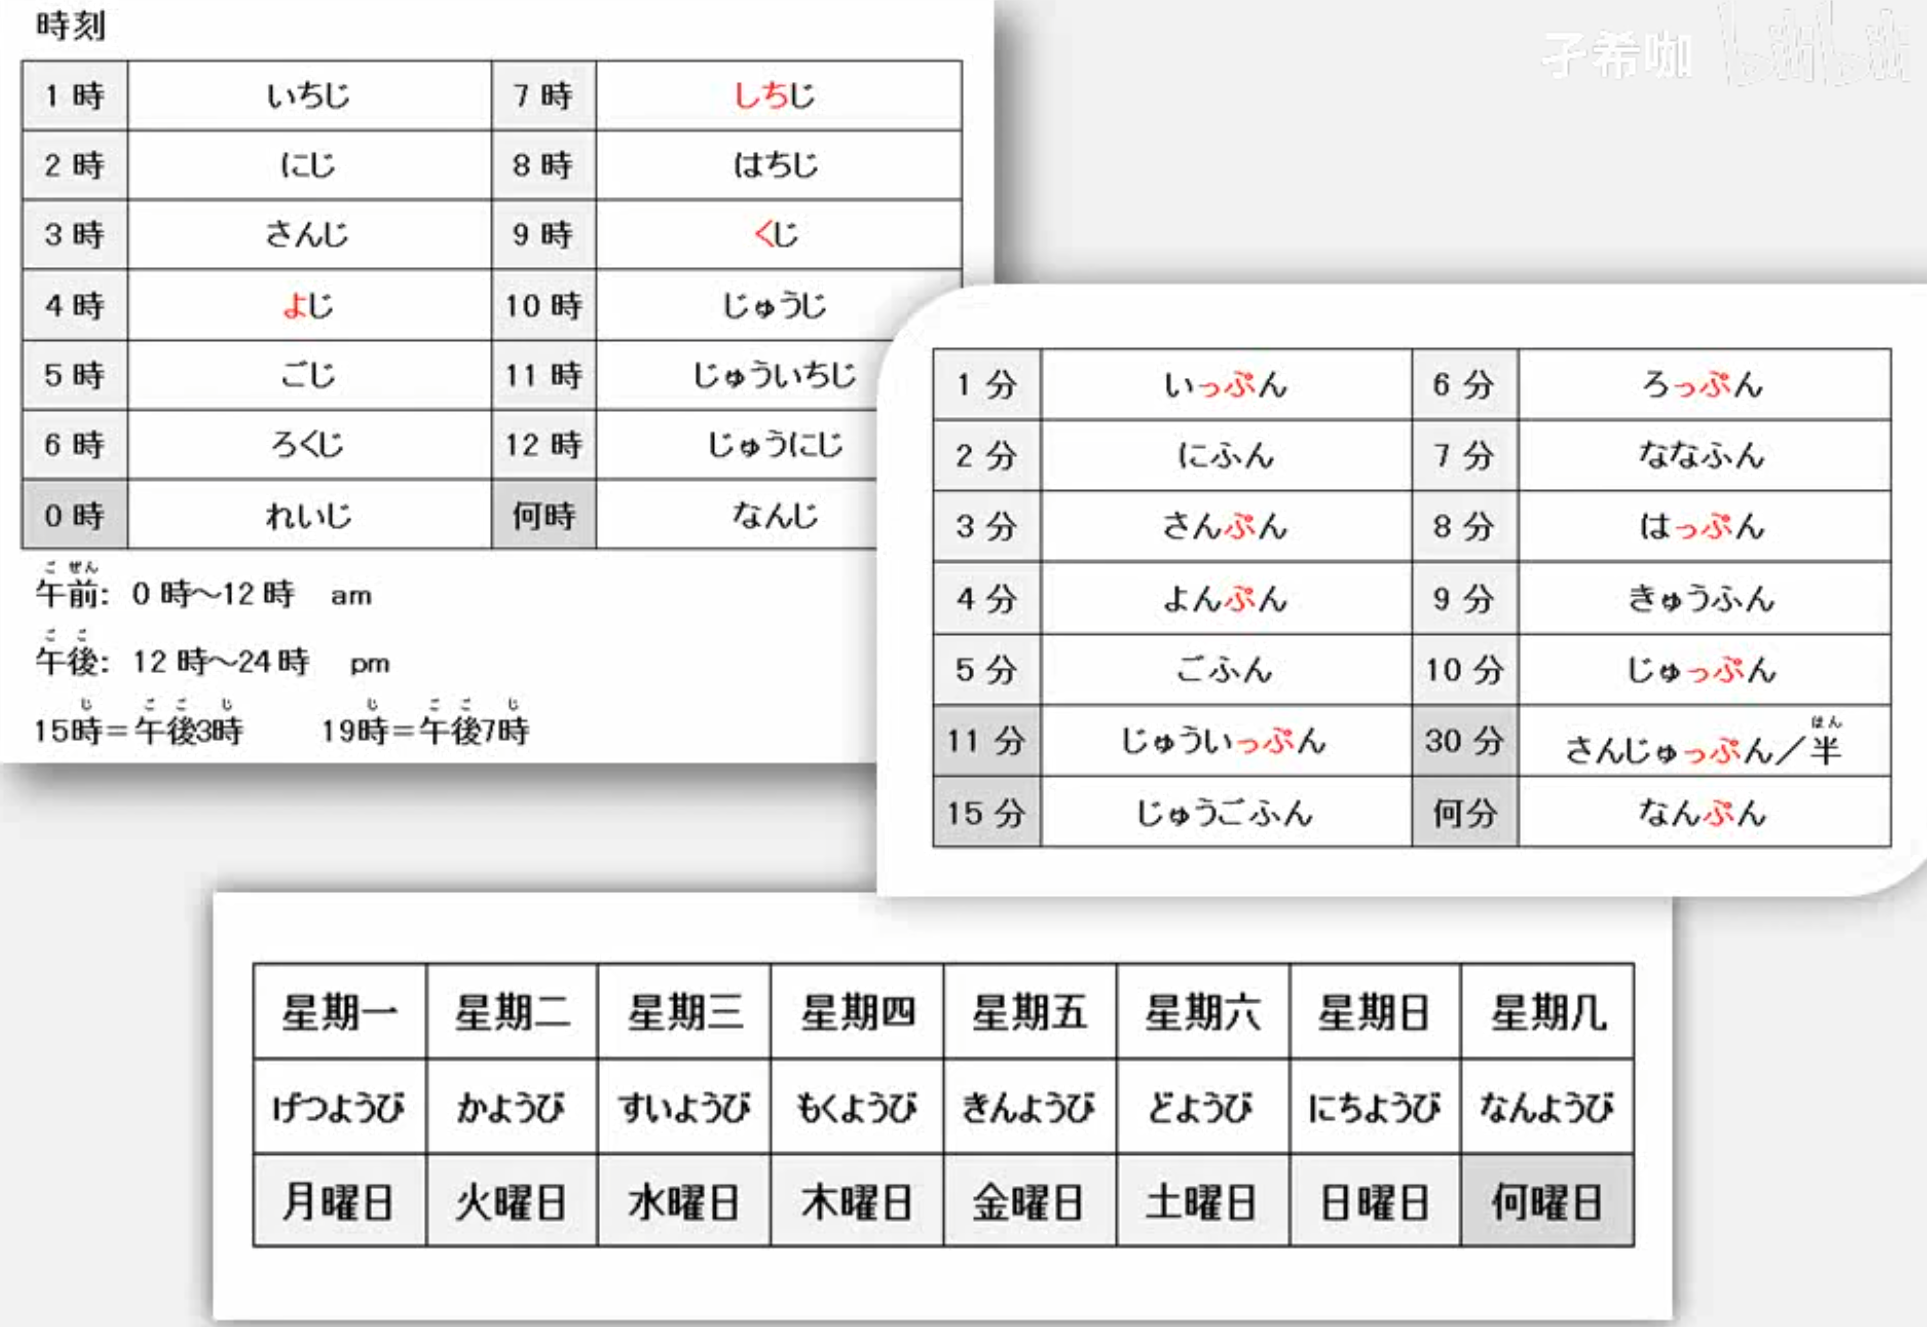 時刻
1 時 いちじ 7 時 しちじ
2 時 にじ 8 時 はちじ
3 時 さんじ 9 時 くじ
4 時 よじ 10 時 じゅうじ
5 時 ごじ 11 時 じゅういちじ
6 時 ろくじ 12 時 じゅうにじ
0 時 れいじ 何時 なんじ
ご ぜん
午前: 0 時～12 時 am
ご ご
午後: 12 時～24 時 pm
じ ご ご じ じ ご ご じ
15時＝午後3時 19時＝午後7時
孑希咖 bilibili
1 分 いっぷん 6 分 ろっぷん
2 分 にふん 7 分 ななふん
3 分 さんぷん 8 分 はっぷん
4 分 よんぷん 9 分 きゅうふん
5 分 ごふん 10 分 じゅっぷん
はん
11 分 じゅういっぷん 30 分 さんじゅっぷん／半
15 分 じゅうごふん 何分 なんぷん
星期一 星期二 星期三 星期四 星期五 星期六 星期日 星期几
げつようび かようび すいようび もくようび きんようび どようび にちようび なんようび
月曜日 火曜日 水曜日 木曜日 金曜日 土曜日 日曜日 何曜日